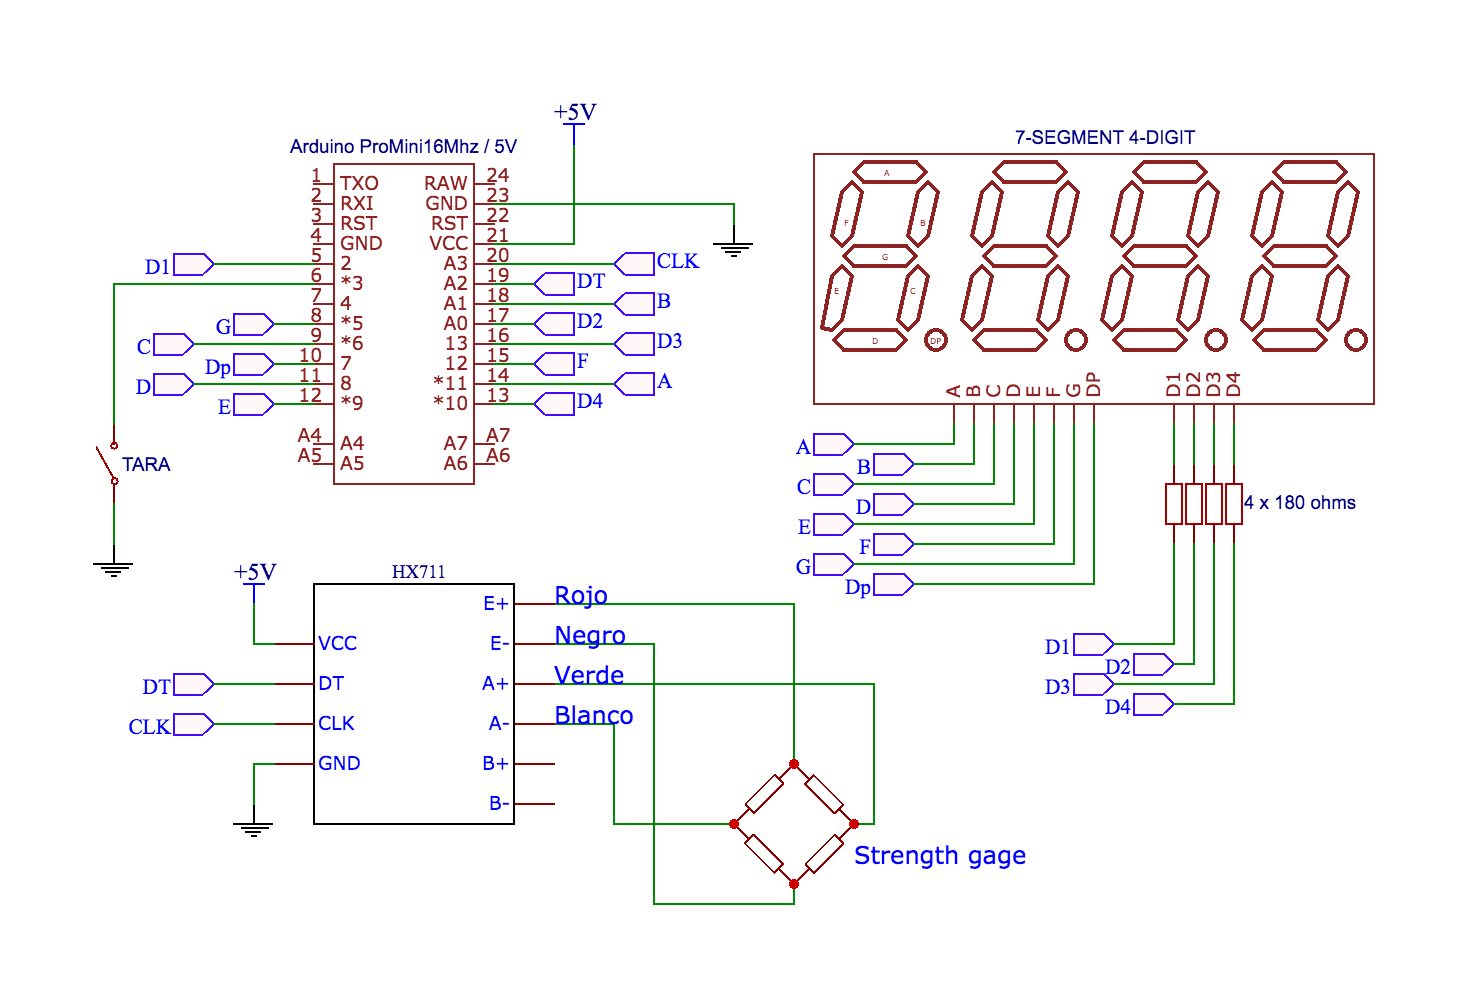 +5V
Arduino ProMini16Mhz / 5V
1 TXO RAW 24
2 RXI GND 23
3 RST RST 22
4 GND VCC 21
D1 5 2 A3 20 CLK
6 *3 A2 19 DT
7 4 A1 18 B
G 8 *5 A0 17 D2
C 9 *6 13 16 D3
Dp 10 7 12 15 F
D 11 8 *11 14 A
E 12 *9 *10 13 D4
A4 A4 A7 A7
A5 A5 A6 A6
TARA
7-SEGMENT 4-DIGIT
A
F B
G
E C
D DP
A B C D E F G DP D1 D2 D3 D4
A
B
C
D
E
F
G
Dp
4 x 180 ohms
D1
D2
D3
D4
+5V
HX711
E+ Rojo
VCC E- Negro
DT DT A+ Verde
CLK CLK A- Blanco
GND B+
B-
Strength gage